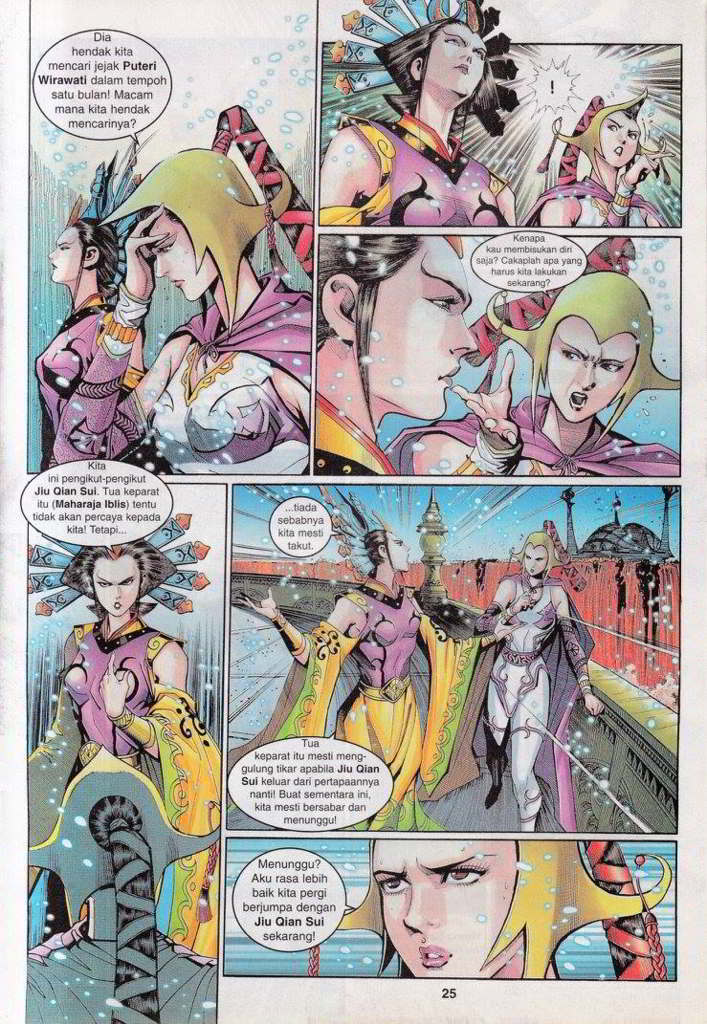 Dia
hendak kita
mencari jejak Puteri
Wirawati dalam tempoh
satu bulan! Macam
mana kita hendak
mencarinya?
!
Kenapa
kau membisukan diri
saja? Cakaplah apa yang
harus kita lakukan
sekarang?
Kita
ini pengikut-pengikut
Jiu Qian Sui. Tua keparat
itu (Maharaja Iblis) tentu
tidak akan percaya kepada
kita! Tetapi...
...tiada
sebabnya
kita mesti
takut.
Tua
keparat itu mesti meng-
gulung tikar apabila Jiu Qian
Sui keluar dari pertapaannya
nanti! Buat sementara ini,
kita mesti bersabar dan
menunggu!
Menunggu?
Aku rasa lebih
baik kita pergi
berjumpa dengan
Jiu Qian Sui
sekarang!
25